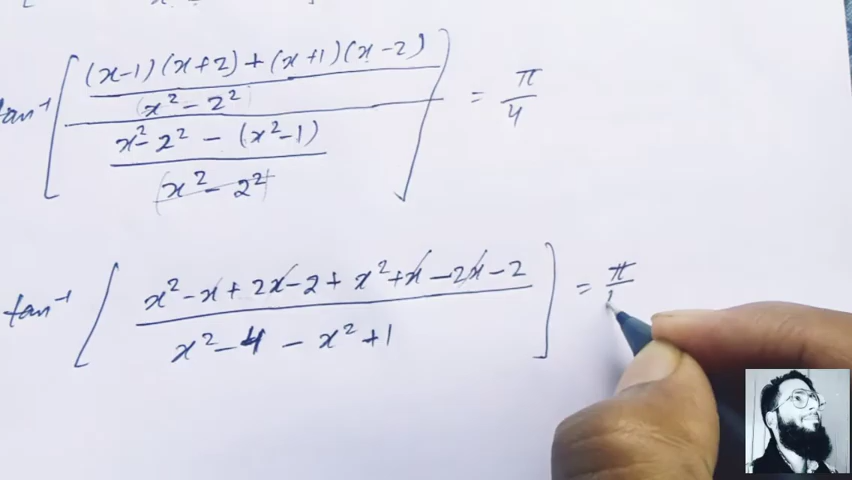 tan⁻¹ [ ((x-1)(x+2)+(x+1)(x-2))/(x²-2²) / (x²-2²-(x²-1))/(x²-2²) ] = π/4
tan⁻¹ [ (x²-x+2x-2+x²+x-2x-2)/(x²-4-x²+1) ] = π